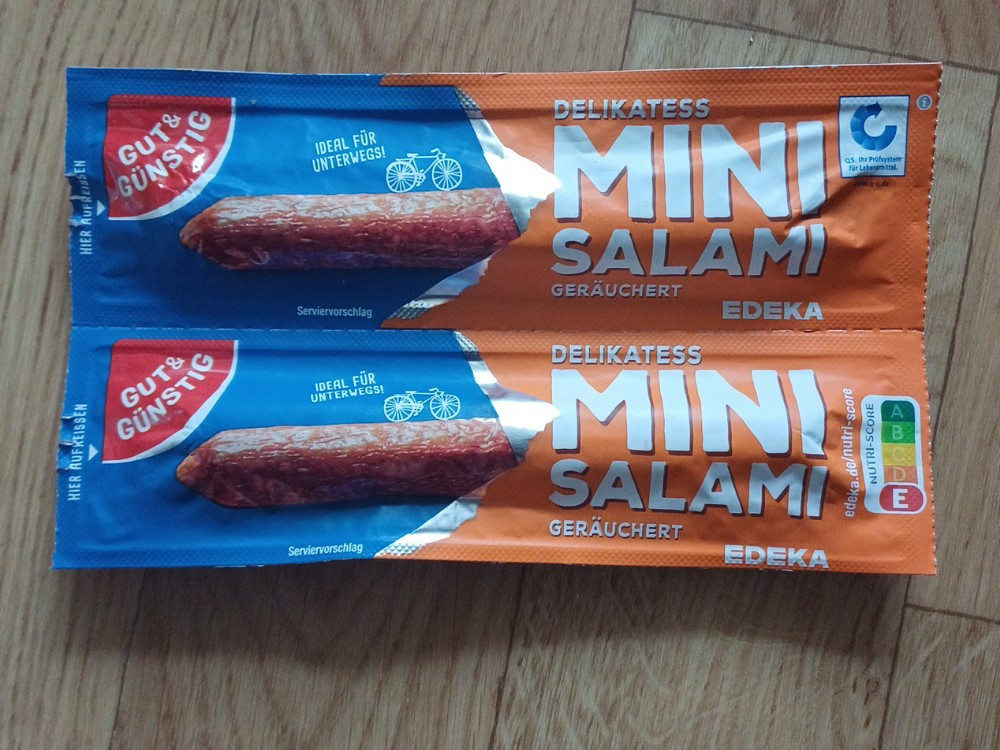 GUT&
GÜNSTIG
HIER AUFREISSEN
IDEAL FÜR
UNTERWEGS!
Serviervorschlag
DELIKATESS
MINI
SALAMI
GERÄUCHERT
EDEKA
QS. Ihr Prüfsystem
für Lebensmittel.
GUT&
GÜNSTIG
HIER AUFREISSEN
IDEAL FÜR
UNTERWEGS!
Serviervorschlag
DELIKATESS
MINI
SALAMI
GERÄUCHERT
EDEKA
edeka.de/nutri-score
NUTRI-SCORE
A
B
C
D
E